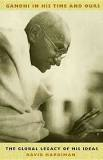 GANDHI IN HIS TIME AND OURS
THE GLOBAL LEGACY OF HIS IDEAS
DAVID HARDIMAN